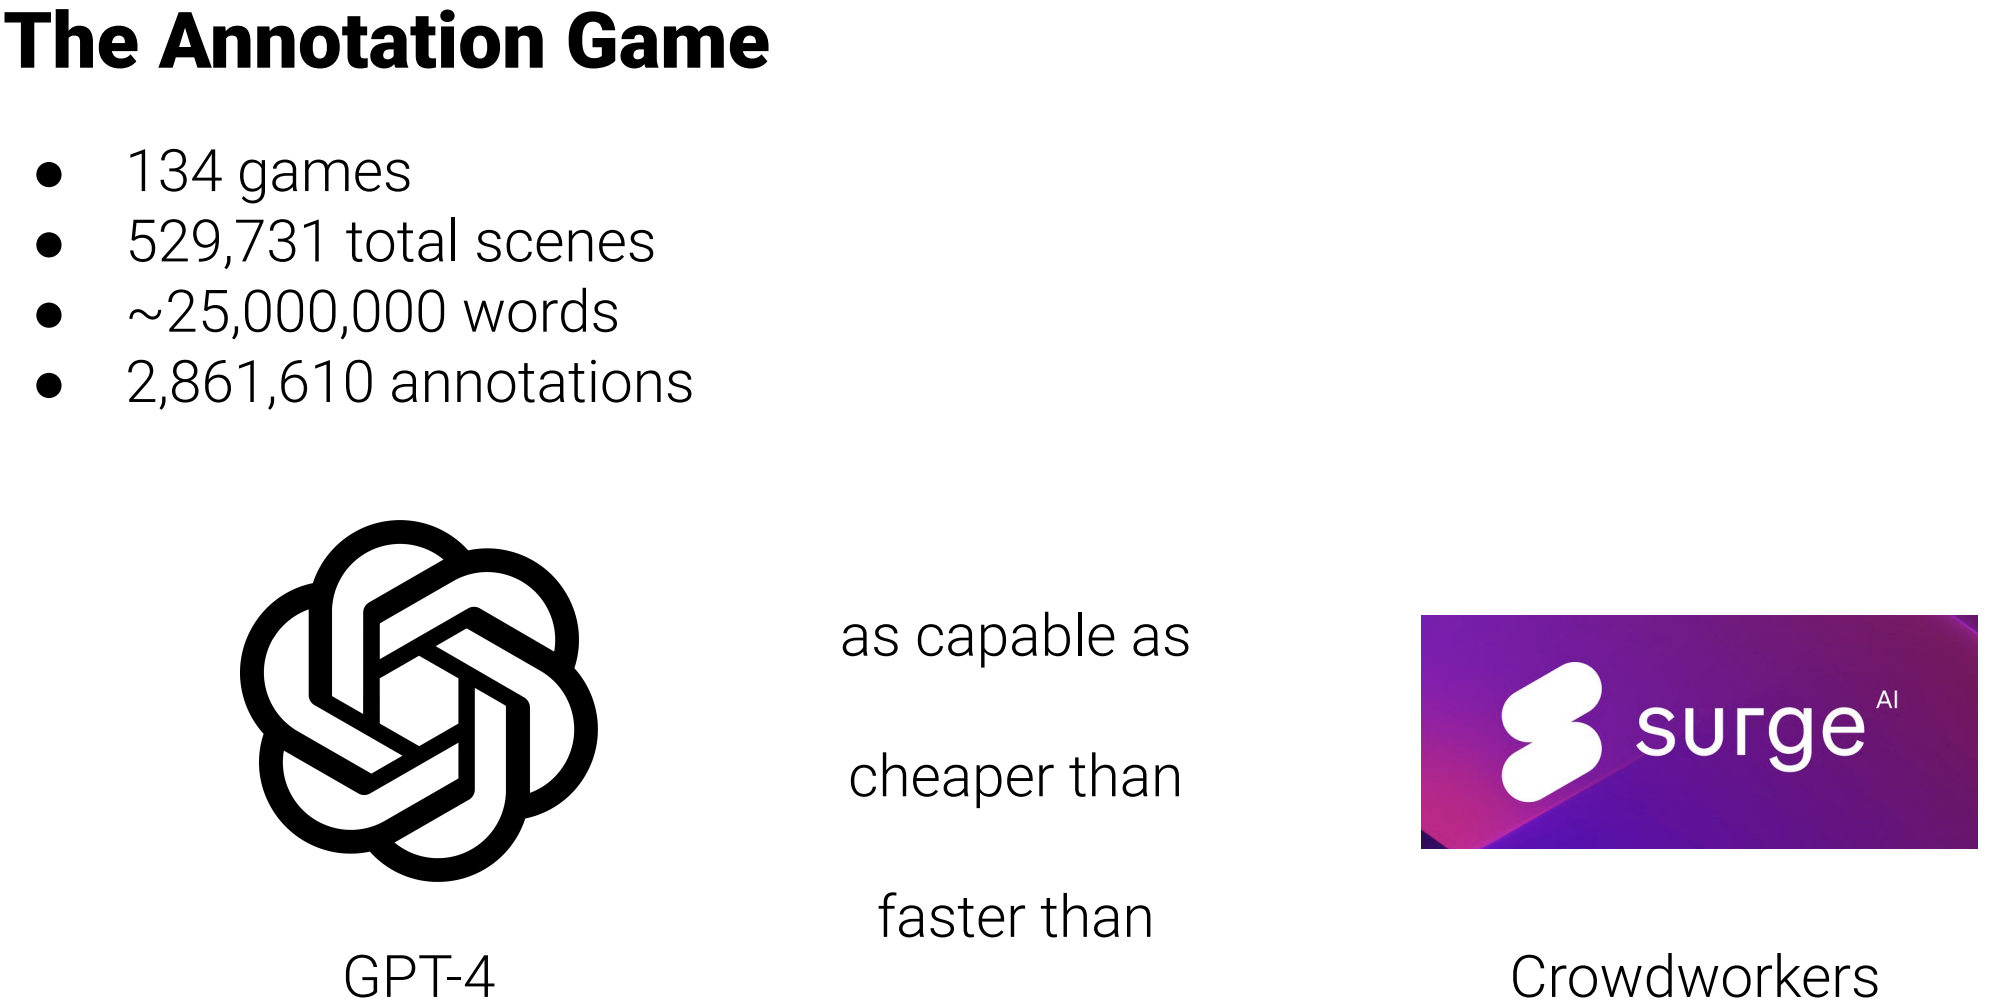 The Annotation Game
● 134 games
● 529,731 total scenes
● ~25,000,000 words
● 2,861,610 annotations
as capable as
cheaper than
faster than
surge AI
GPT-4
Crowdworkers